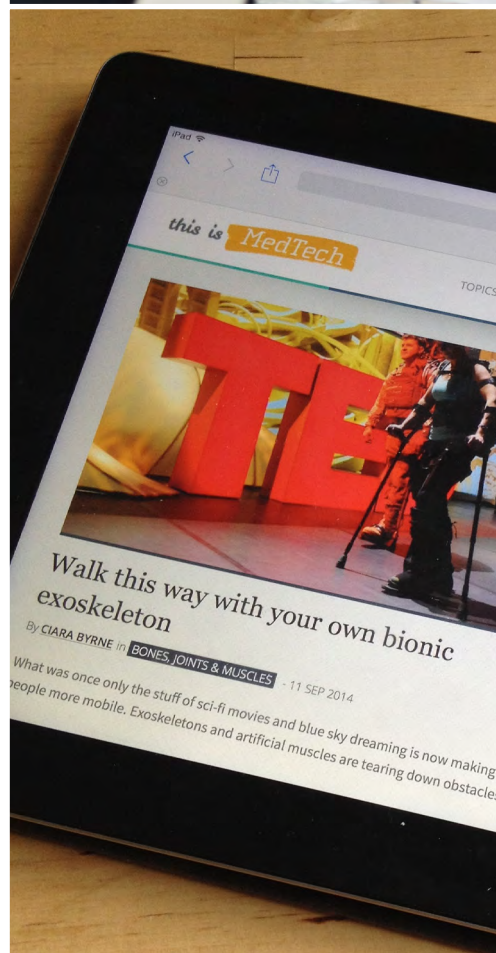 iPad
this is MedTech
TOPICS
TE
Walk this way with your own bionic
exoskeleton
By CIARA BYRNE in BONES, JOINTS & MUSCLES - 11 SEP 2014
What was once only the stuff of sci-fi movies and blue sky dreaming is now making
people more mobile. Exoskeletons and artificial muscles are tearing down obstacles